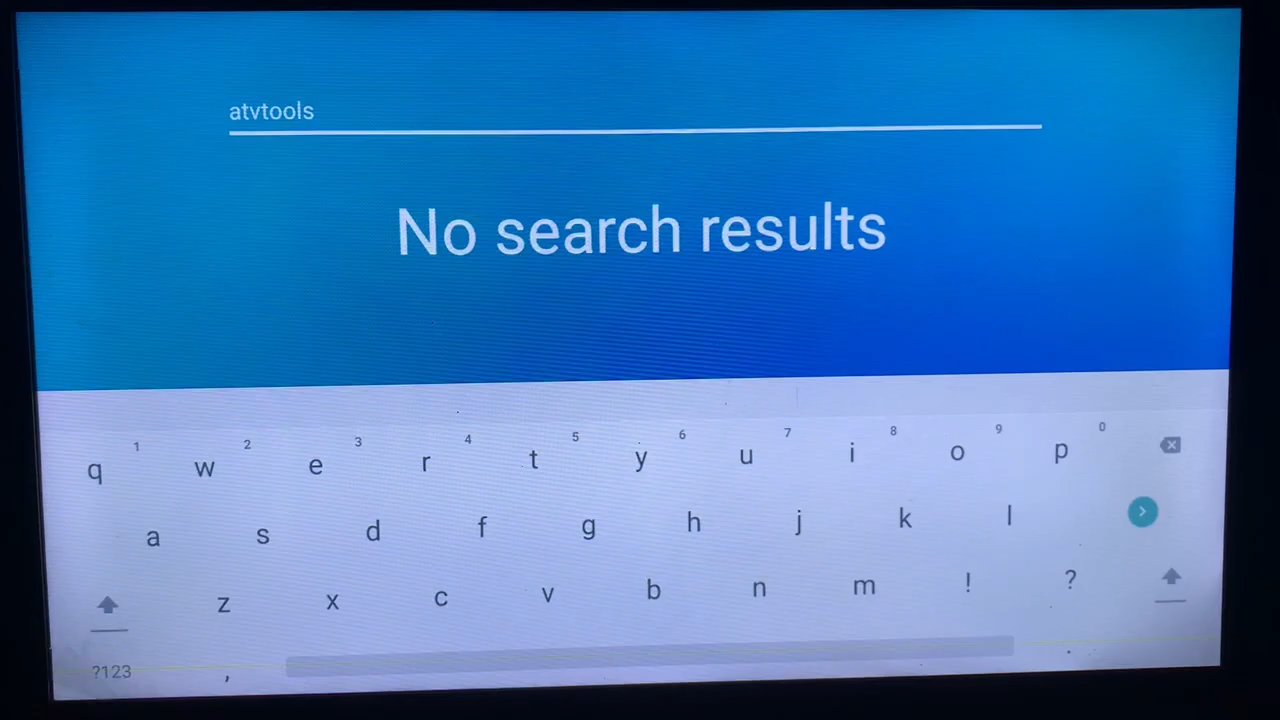 atvtools
No search results
1 2 3 4 5 6 7 8 9 0
q w e r t y u i o p
a s d f g h j k l
z x c v b n m ! ?
?123 , .